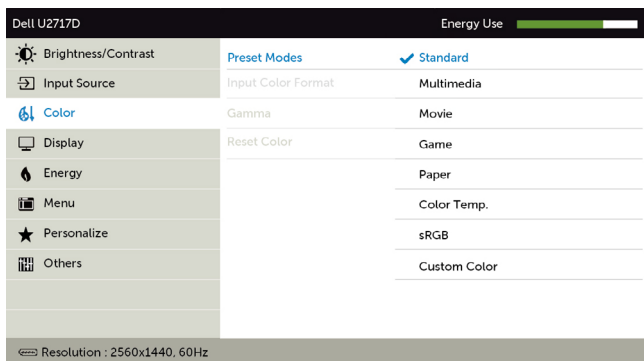 Dell U2717D Energy Use
Brightness/Contrast Preset Modes Standard
Input Source Input Color Format Multimedia
Color Gamma Movie
Display Reset Color Game
Energy Paper
Menu Color Temp.
Personalize sRGB
Others Custom Color
Resolution : 2560x1440, 60Hz